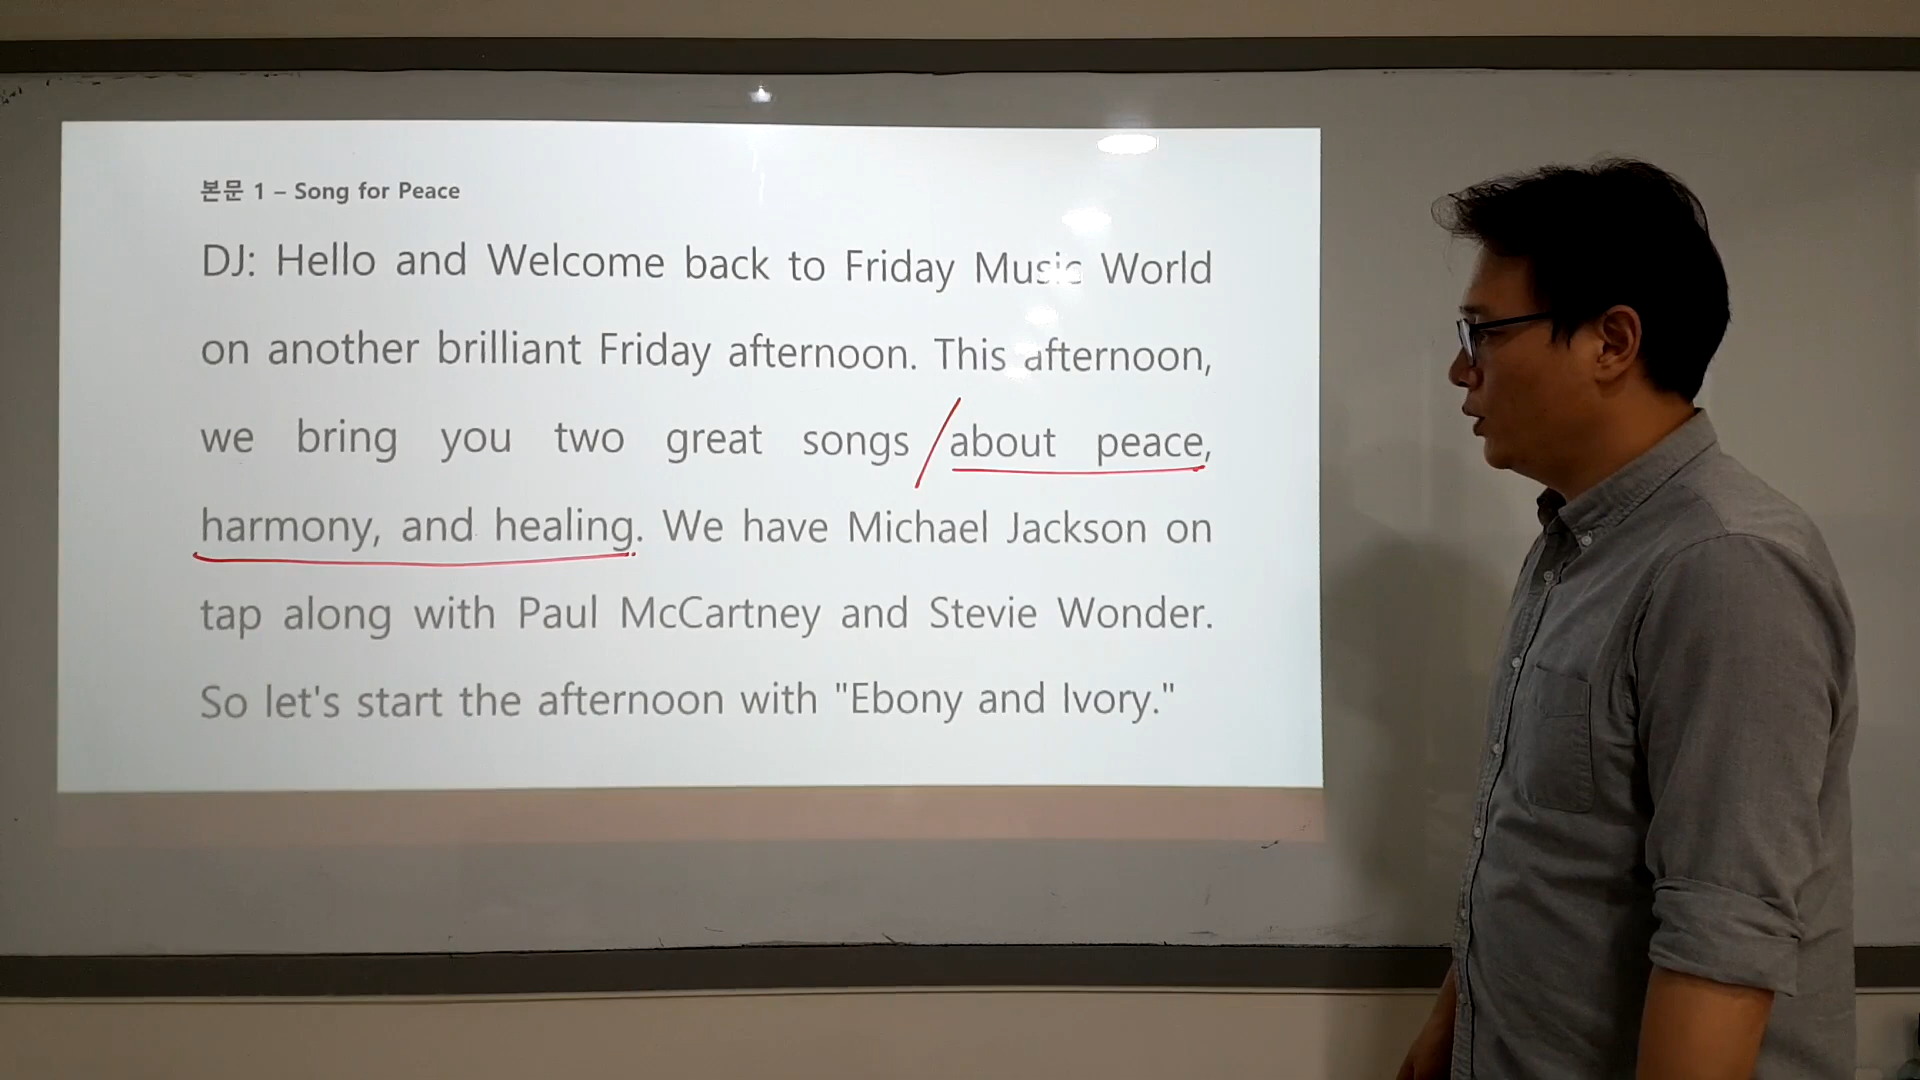 본문 1 – Song for Peace
DJ: Hello and Welcome back to Friday Music World
on another brilliant Friday afternoon. This afternoon,
we bring you two great songs about peace,
harmony, and healing. We have Michael Jackson on
tap along with Paul McCartney and Stevie Wonder.
So let's start the afternoon with "Ebony and Ivory."